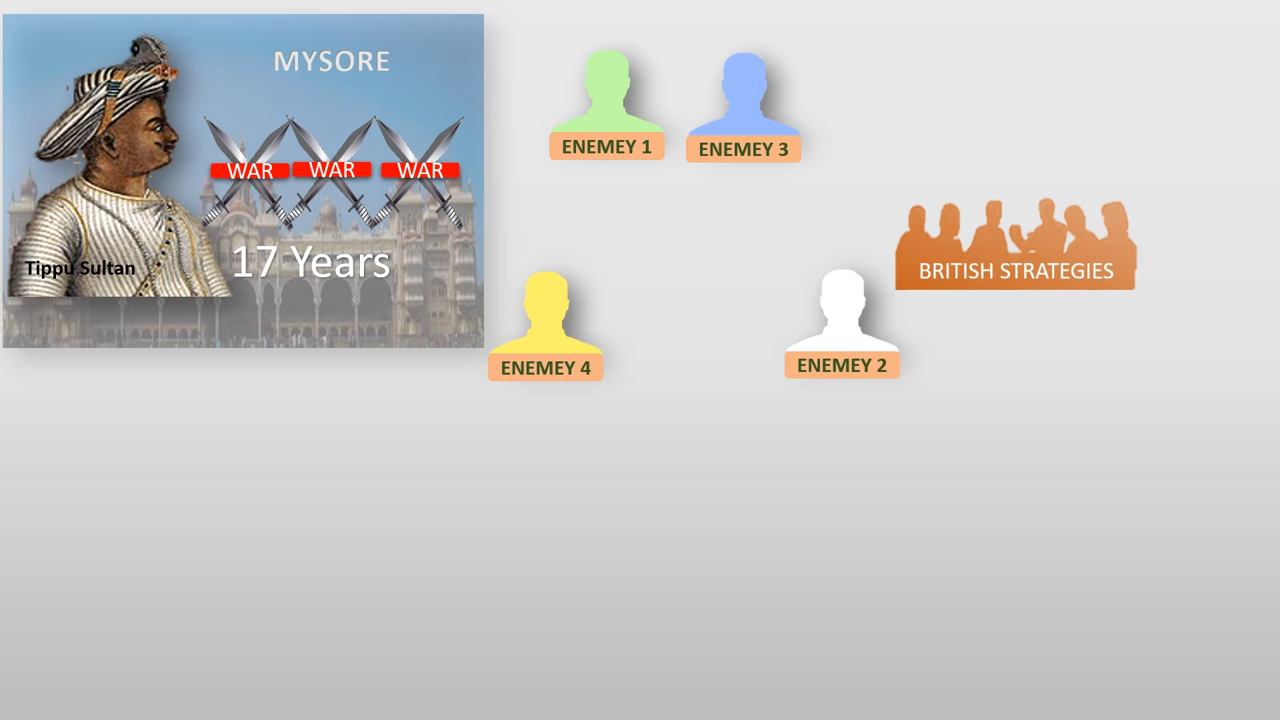 MYSORE
WAR WAR WAR
17 Years
Tippu Sultan
ENEMEY 1
ENEMEY 3
BRITISH STRATEGIES
ENEMEY 4
ENEMEY 2